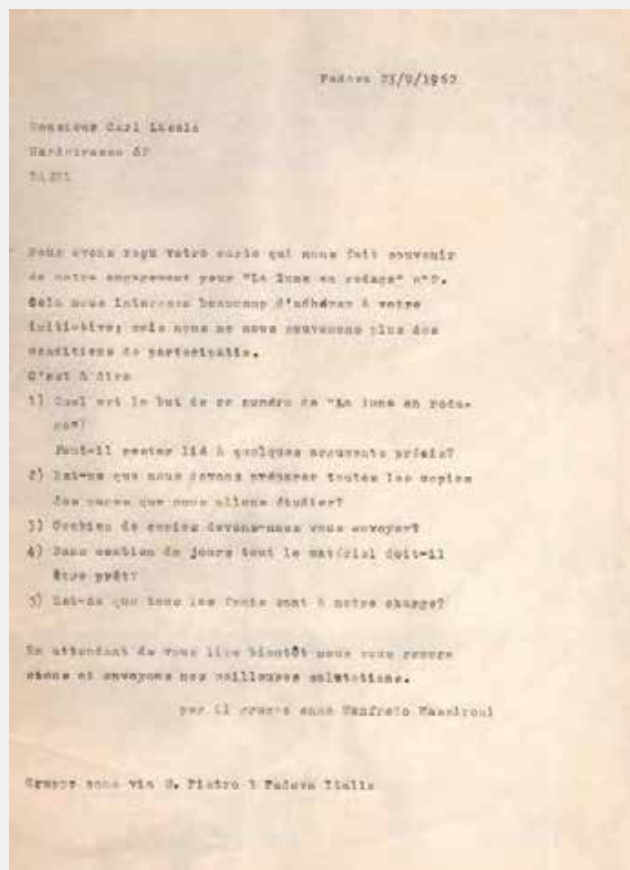 Padova 23/9/1962
Monsieur Carl Laszlo
Nous avons reçu votre carte qui nous fait souvenir
de notre engagement pour "La lune en rodage" n°2.
Cela nous interesse beaucoup d'adhérer à votre
initiative; mais nous ne nous souvenons plus des
conditions de
C'est à dire
1) Quel est le but de ce numéro de "La lune en roda-
ge"?
Faut-il rester lié à quelques arguments précis?
2) Est-ce que nous devons préparer toutes les copies
des que nous allons étudier?
3) Combien de copies devons-nous vous envoyer?
4) Dans combien de jours tout le matériel doit-il
être prêt?
5) Est-ce que tous les frais sont à notre charge?
En attendant de vous lire bientôt nous vous
et envoyons nos meilleures salutations.
per il gruppo enne Manfredo Massironi
Gruppo enne via S. Pietro 3 Padova Italia